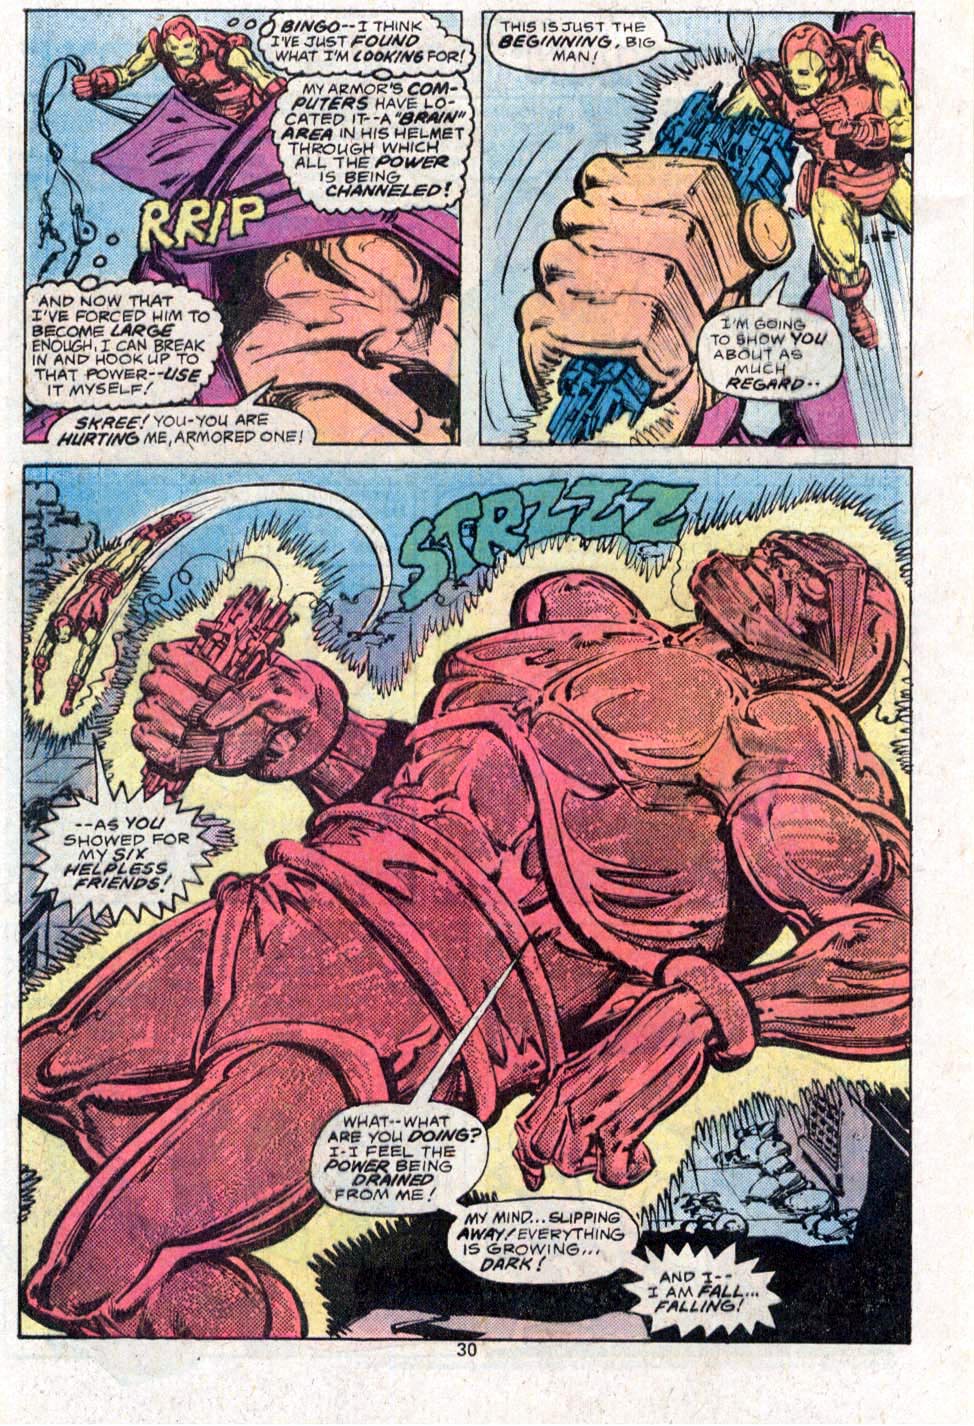 BINGO--I THINK
I'VE JUST FOUND
WHAT I'M LOOKING FOR!
MY ARMOR'S COM-
PUTERS HAVE LO-
CATED IT--A "BRAIN"
AREA IN HIS HELMET
THROUGH WHICH
ALL THE POWER
IS BEING
CHANNELED!
RRIP
AND NOW THAT
I'VE FORCED HIM TO
BECOME LARGE
ENOUGH, I CAN BREAK
IN AND HOOK UP TO
THAT POWER--USE
IT MYSELF!
SKREE! YOU-YOU ARE
HURTING ME, ARMORED ONE!
THIS IS JUST THE
BEGINNING, BIG
MAN!
I'M GOING
TO SHOW YOU
ABOUT AS
MUCH
REGARD--
STRZZZ
--AS YOU
SHOWED FOR
MY SIX
HELPLESS
FRIENDS!
WHAT--WHAT
ARE YOU DOING?
I-I FEEL THE
POWER BEING
DRAINED
FROM ME!
MY MIND...SLIPPING
AWAY! EVERYTHING
IS GROWING...
DARK!
AND I--
I AM FALL...
FALLING!
30